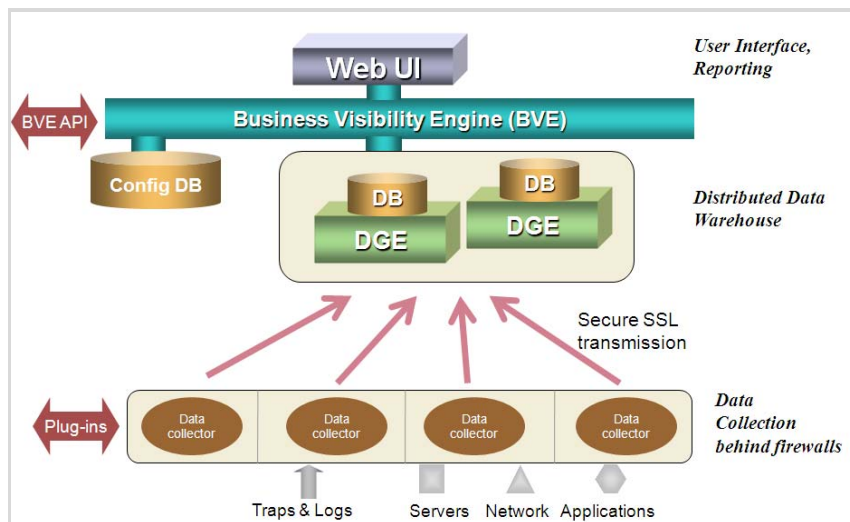 User Interface,
Reporting
Web UI
BVE API
Business Visibility Engine (BVE)
Config DB
DB
DB
DGE
DGE
Distributed Data
Warehouse
Secure SSL
transmission
Plug-ins
Data
collector
Data
collector
Data
collector
Data
collector
Data
Collection
behind firewalls
Traps & Logs
Servers
Network
Applications